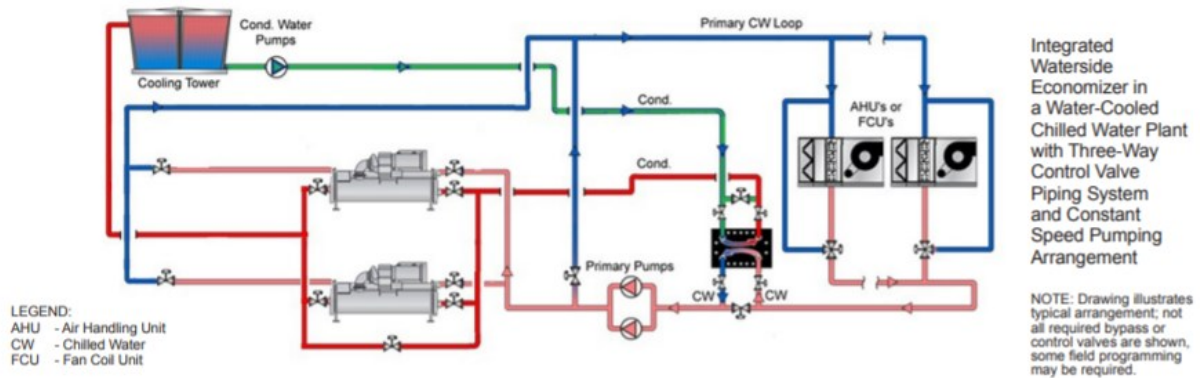 Cond. Water
Pumps
Primary CW Loop
Cooling Tower
Cond.
AHU's or
FCU's
Cond.
Primary Pumps
CW
CW
LEGEND:
AHU - Air Handling Unit
CW - Chilled Water
FCU - Fan Coil Unit
Integrated
Waterside
Economizer in
a Water-Cooled
Chilled Water Plant
with Three-Way
Control Valve
Piping System
and Constant
Speed Pumping
Arrangement
NOTE: Drawing illustrates
typical arrangement; not
all required bypass or
control valves are shown,
some field programming
may be required.